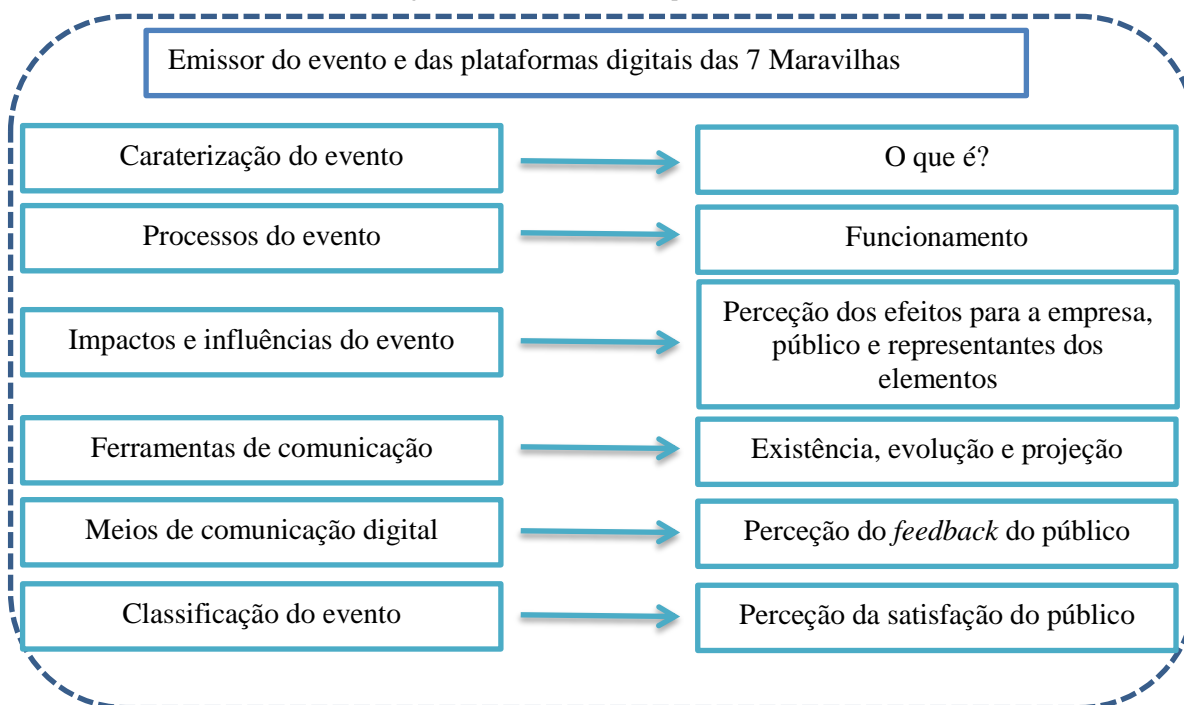 Emissor do evento e das plataformas digitais das 7 Maravilhas
Caraterização do evento
O que é?
Processos do evento
Funcionamento
Impactos e influências do evento
Perceção dos efeitos para a empresa,
público e representantes dos
elementos
Ferramentas de comunicação
Existência, evolução e projeção
Meios de comunicação digital
Perceção do feedback do público
Classificação do evento
Perceção da satisfação do público